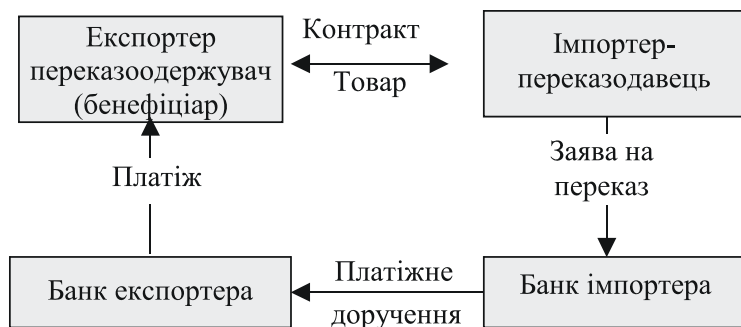 Експортер
переказоодержувач
(бенефіціар)
Контракт
Товар
Імпортер-
переказодавець
Платіж
Заява на
переказ
Банк експортера
Платіжне
доручення
Банк імпортера